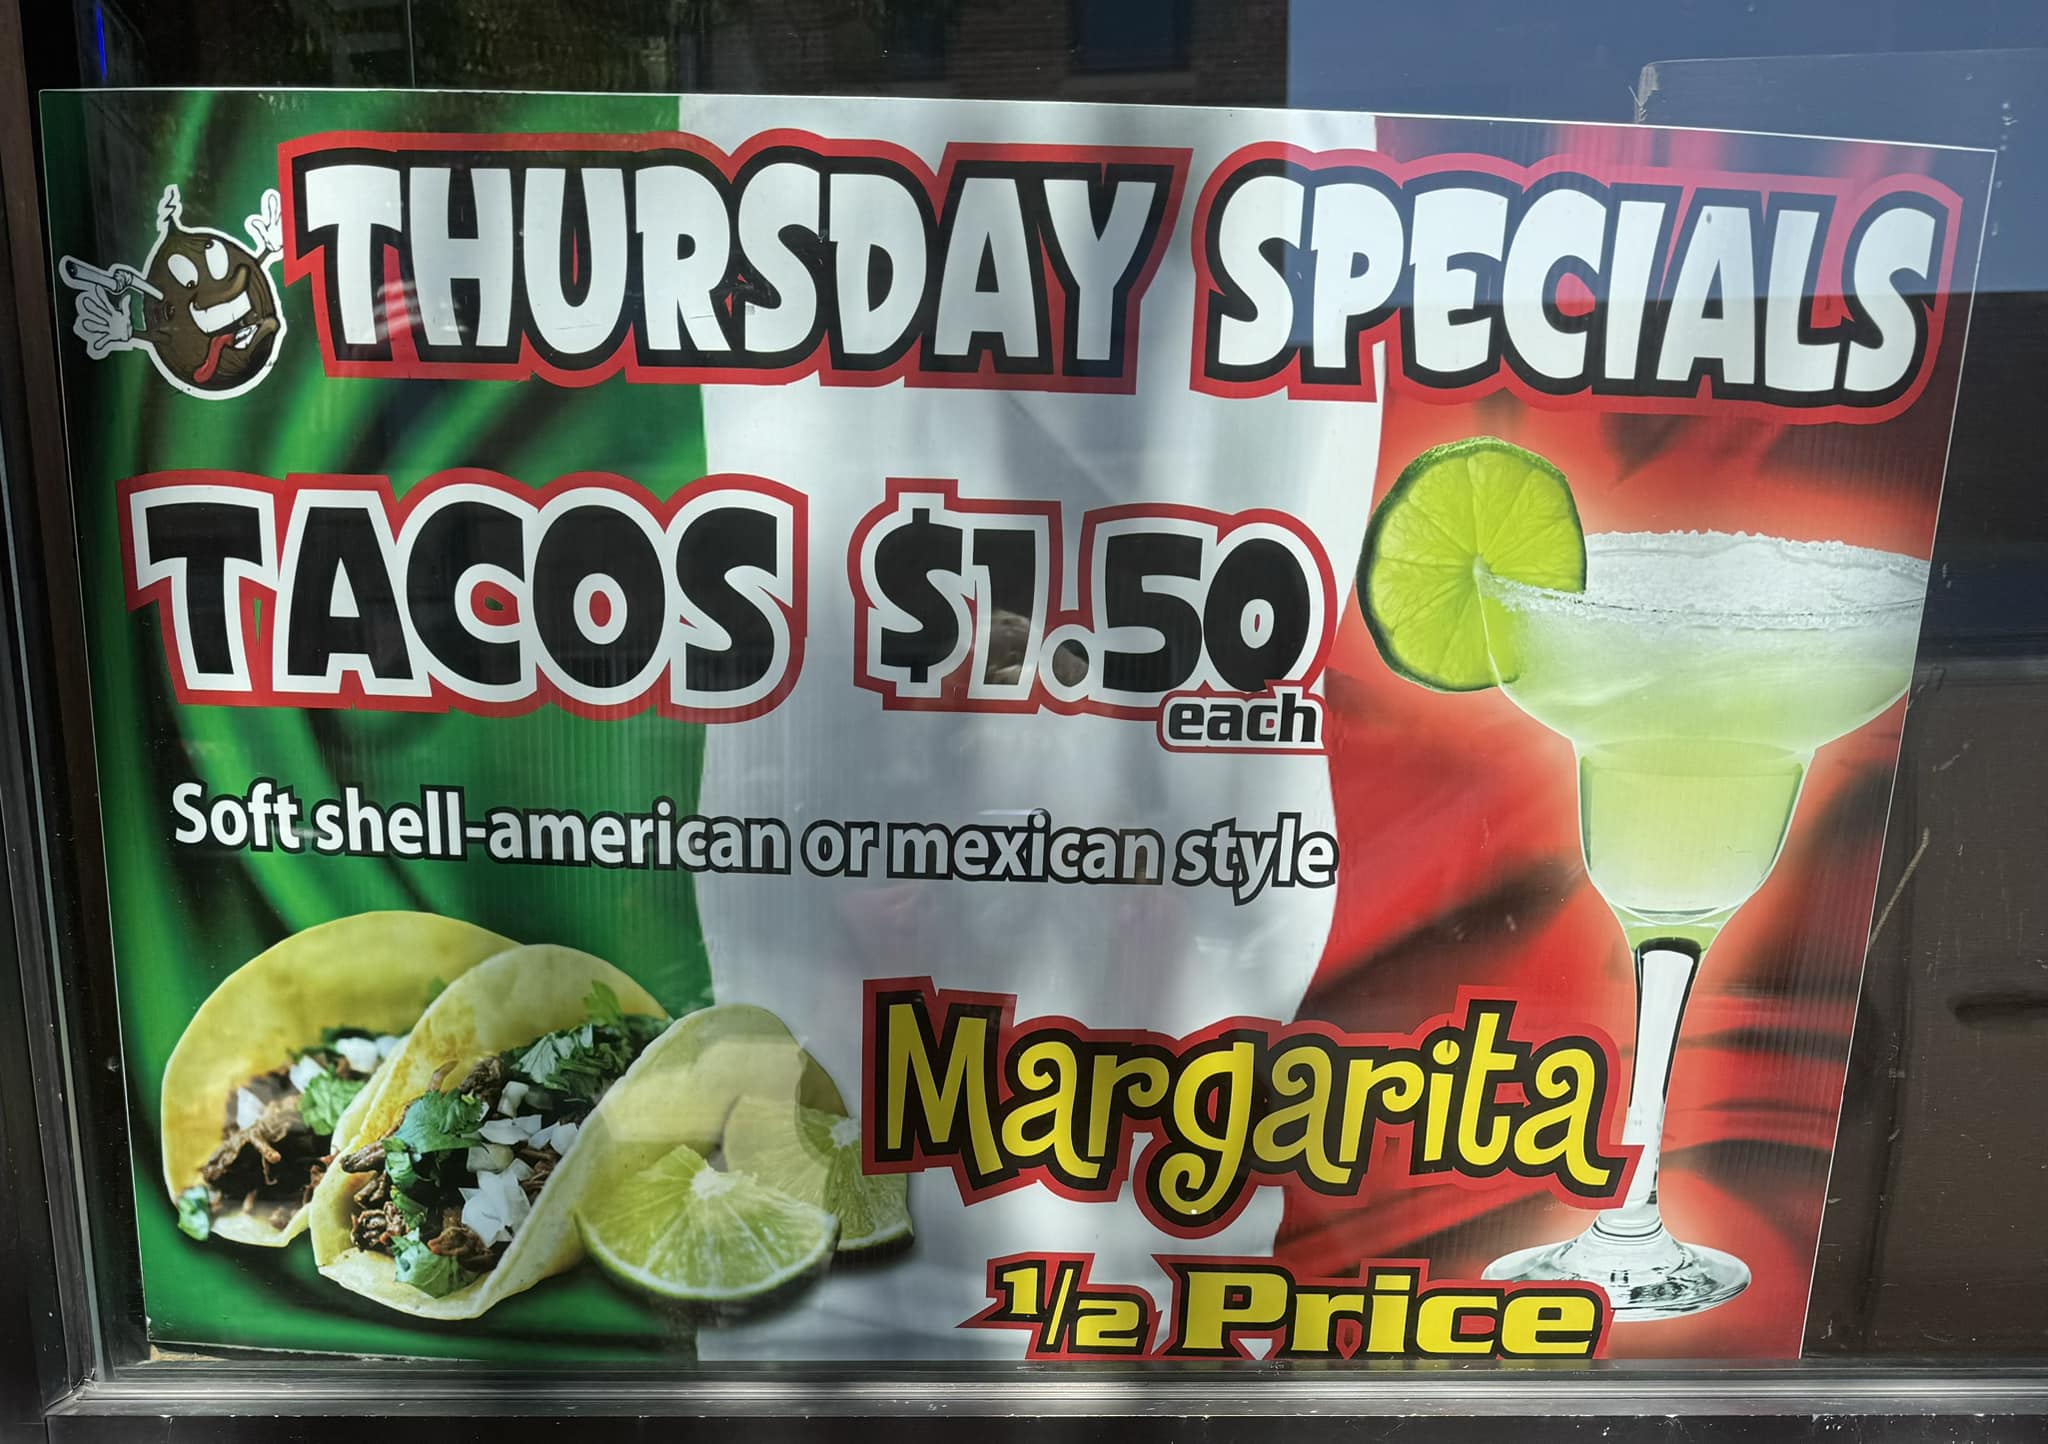 THURSDAY SPECIALS
TACOS $1.50
each
Soft shell-american or mexican style
Margarita
1/2 Price